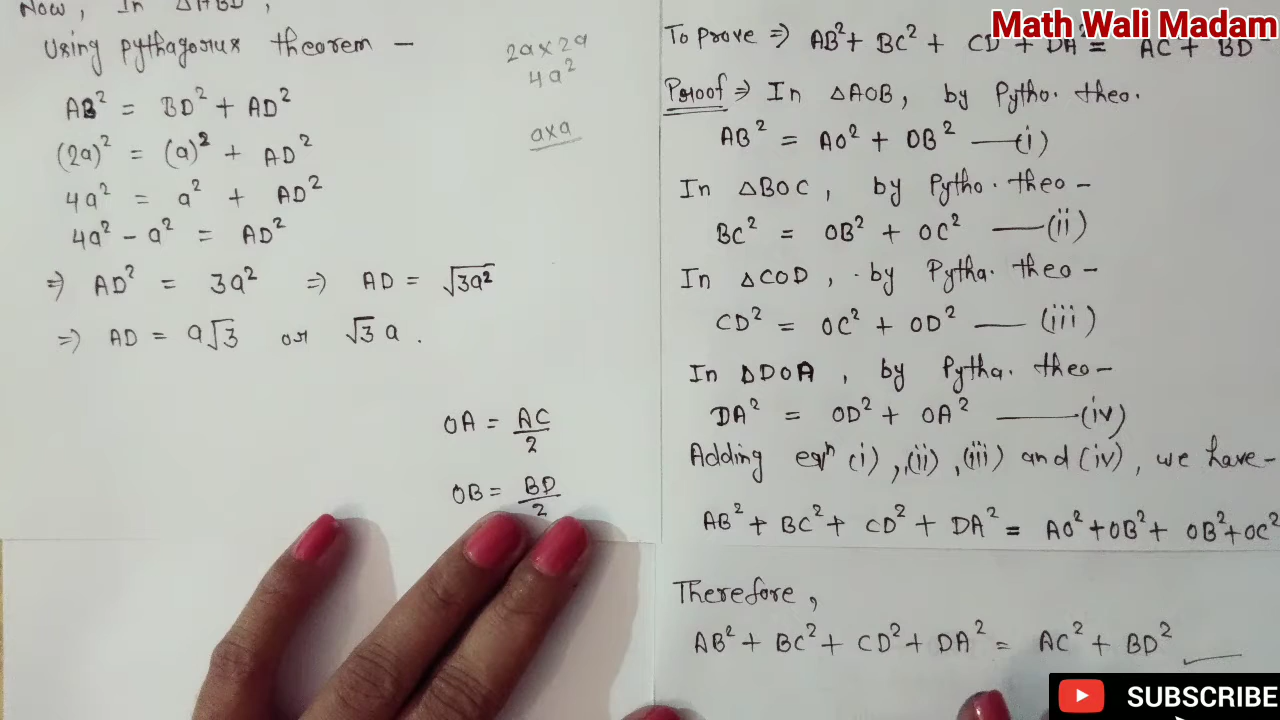 Now, In △ABD,
Using pythagorus theorem –
2a×2a
4a²
AB² = BD² + AD²
(2a)² = (a)² + AD²
a×a
4a² = a² + AD²
4a² – a² = AD²
⇒ AD² = 3a² ⇒ AD = √3a²
⇒ AD = a√3 or √3 a .
OA = AC/2
OB = BD/2
Math Wali Madam
To prove ⇒ AB² + BC² + CD + DA² = AC + BD
Proof ⇒ In △AOB, by Pytho. theo.
AB² = AO² + OB² —(i)
In △BOC, by Pytho. theo –
BC² = OB² + OC² —(ii)
In △COD, by Pytha. theo –
CD² = OC² + OD² —(iii)
In △DOA, by Pytha. theo –
DA² = OD² + OA² —(iv)
Adding eqⁿ (i), (ii), (iii) and (iv), we have –
AB² + BC² + CD² + DA² = AO² + OB² + OB² + OC²
Therefore,
AB² + BC² + CD² + DA² = AC² + BD²
SUBSCRIBE